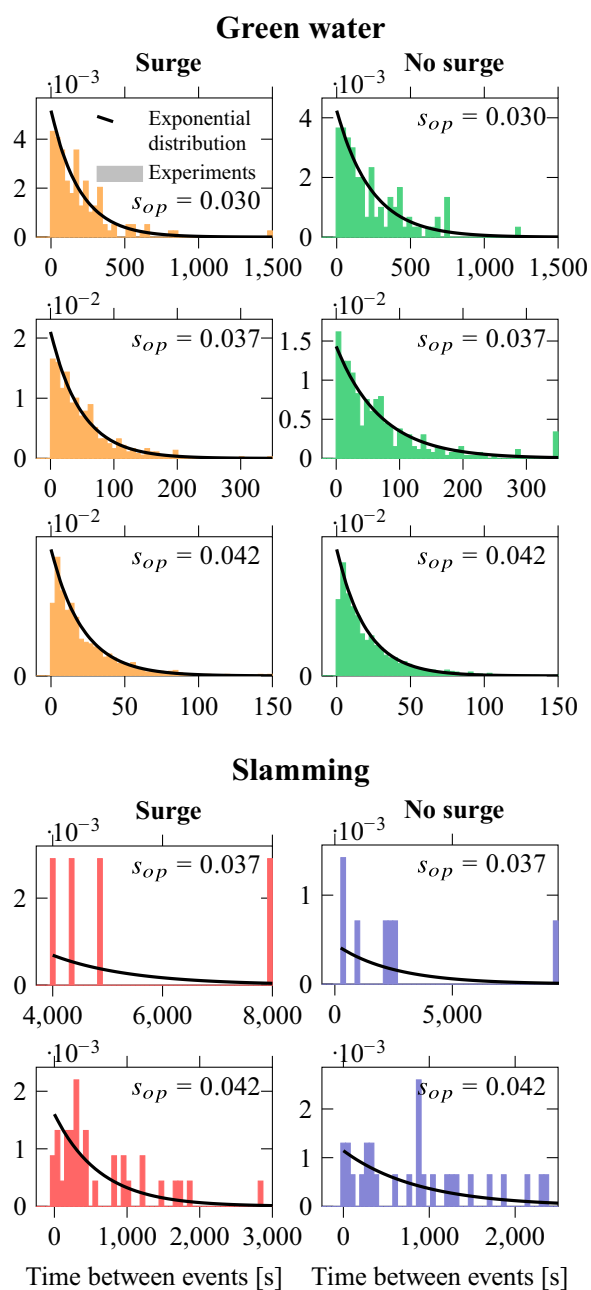 Green water
Surge
No surge
·10⁻³
Exponential
distribution
Experiments
s_op = 0.030
4
2
0
0 500 1,000 1,500
·10⁻³
s_op = 0.030
4
2
0
0 500 1,000 1,500
·10⁻²
s_op = 0.037
2
1
0
0 100 200 300
·10⁻²
s_op = 0.037
1.5
1
0.5
0
0 100 200 300
·10⁻²
s_op = 0.042
0
0 50 100 150
·10⁻²
s_op = 0.042
0
0 50 100 150
Slamming
Surge
No surge
·10⁻³
s_op = 0.037
2
0
4,000 6,000 8,000
·10⁻³
s_op = 0.037
1
0
0 5,000
·10⁻³
s_op = 0.042
2
1
0
0 1,000 2,000 3,000
Time between events [s]
·10⁻³
s_op = 0.042
2
1
0
0 1,000 2,000
Time between events [s]